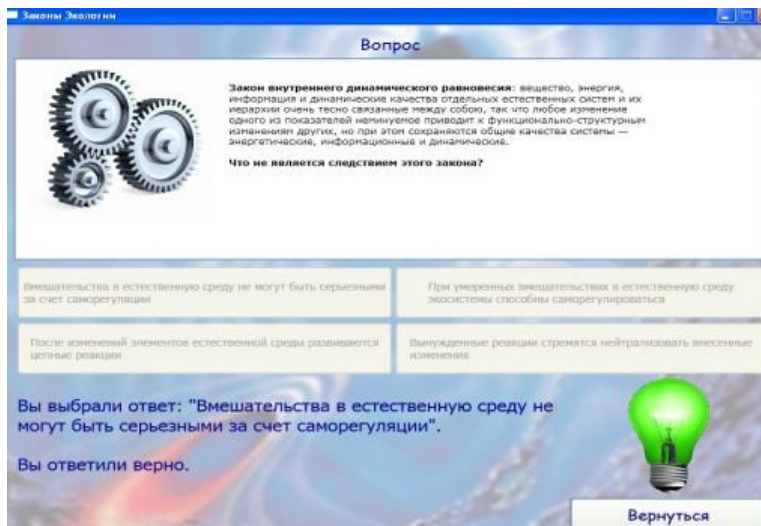 Законы Экологии
Вопрос
Закон внутреннего динамического равновесия: вещество, энергия,
информация и динамические качества отдельных естественных систем и их
иерархии очень тесно связанные между собою, так что любое изменение
одного из показателей неминуемое приводит к функционально-структурным
изменениям других, но при этом сохраняются общие качества системы —
энергетические, информационные и динамические.
Что не является следствием этого закона?
Вмешательства в естественную среду не могут быть серьезными
за счет саморегуляции
При умеренных вмешательствах в естественную среду
экосистемы способны саморегулироваться
После изменений элементов естественной среды развиваются
цепные реакции
Вынужденные реакции стремятся нейтрализовать внесенные
изменения
Вы выбрали ответ: "Вмешательства в естественную среду не
могут быть серьезными за счет саморегуляции".
Вы ответили верно.
Вернуться